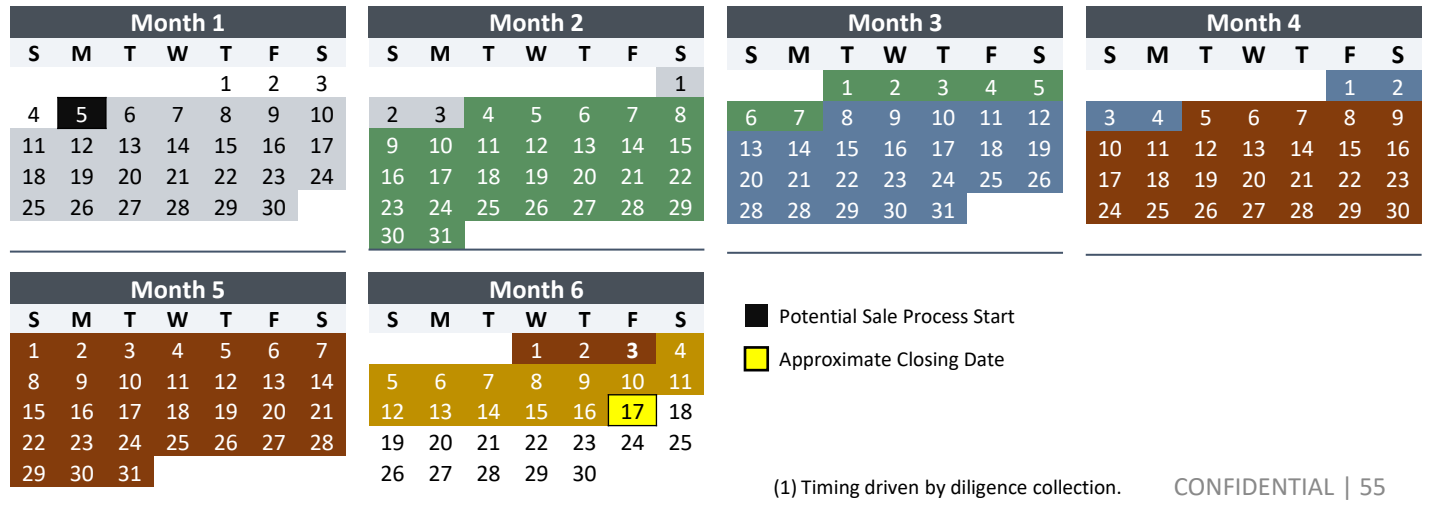 Month 1 Month 2 Month 3 Month 4
S M T W T F S S M T W T F S S M T W T F S S M T W T F S
1 2 3 1 1 2 3 4 5 1 2
4 5 6 7 8 9 10 2 3 4 5 6 7 8 6 7 8 9 10 11 12 3 4 5 6 7 8 9
11 12 13 14 15 16 17 9 10 11 12 13 14 15 13 14 15 16 17 18 19 10 11 12 13 14 15 16
18 19 20 21 22 23 24 16 17 18 19 20 21 22 20 21 22 23 24 25 26 17 18 19 20 21 22 23
25 26 27 28 29 30 23 24 25 26 27 28 29 28 28 29 30 31 24 25 26 27 28 29 30
30 31
Month 5 Month 6
S M T W T F S S M T W T F S
Potential Sale Process Start
1 2 3 4 5 6 7 1 2 3 4
Approximate Closing Date
8 9 10 11 12 13 14 5 6 7 8 9 10 11
15 16 17 18 19 20 21 12 13 14 15 16 17 18
22 23 24 25 26 27 28 19 20 21 22 23 24 25
29 30 31 26 27 28 29 30
(1) Timing driven by diligence collection. CONFIDENTIAL | 55